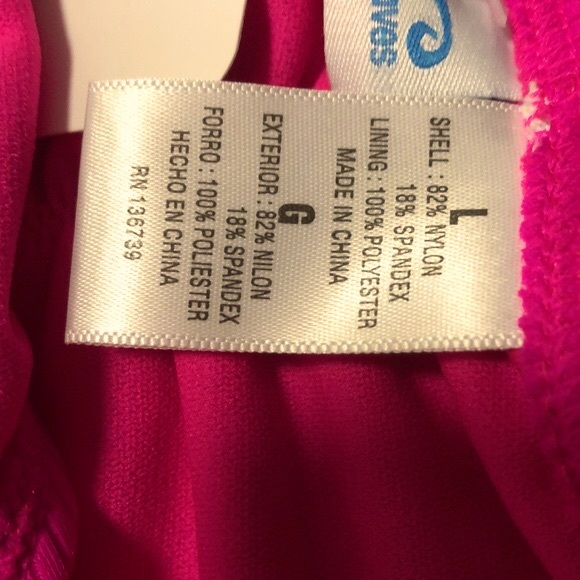 L
SHELL : 82% NYLON
18% SPANDEX
LINING : 100% POLYESTER
MADE IN CHINA
G
EXTERIOR : 82% NILON
18% SPANDEX
FORRO : 100% POLIESTER
HECHO EN CHINA
RN 136739